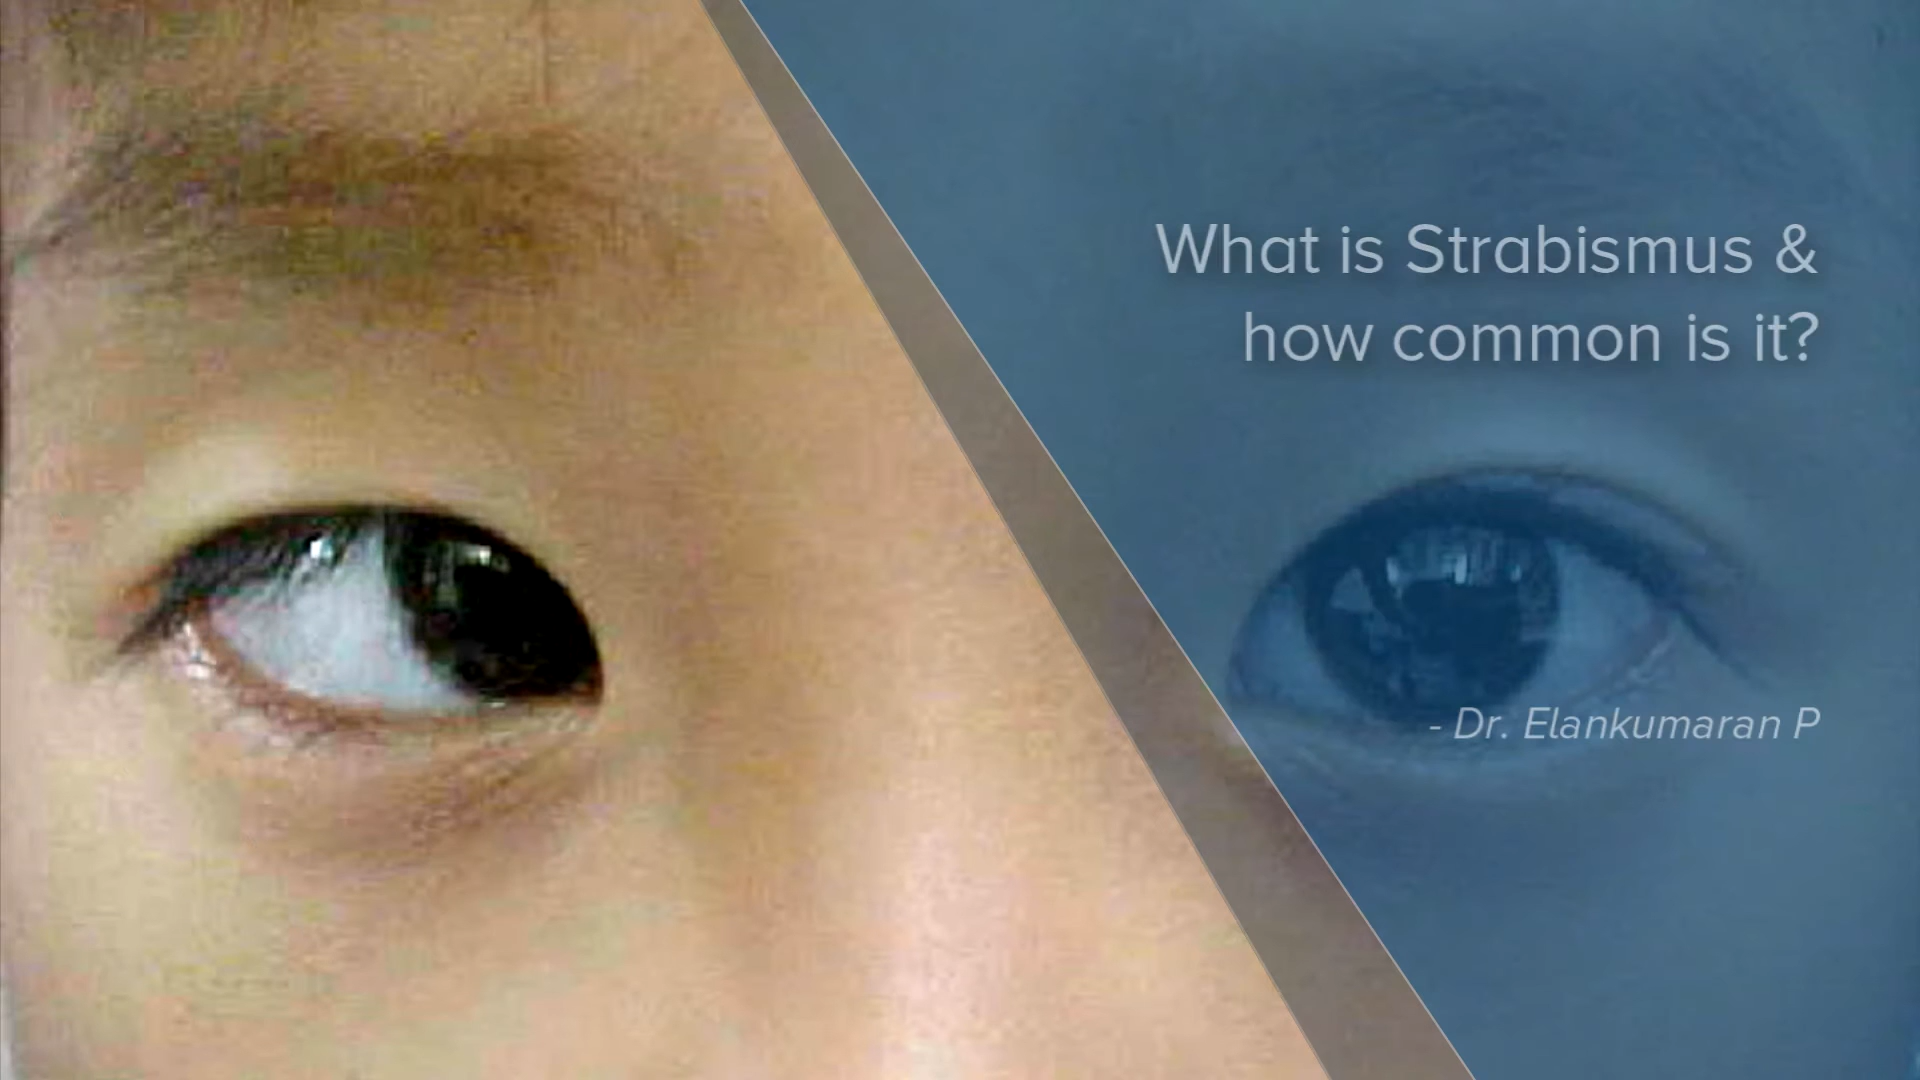 What is Strabismus &
how common is it?
- Dr. Elankumaran P